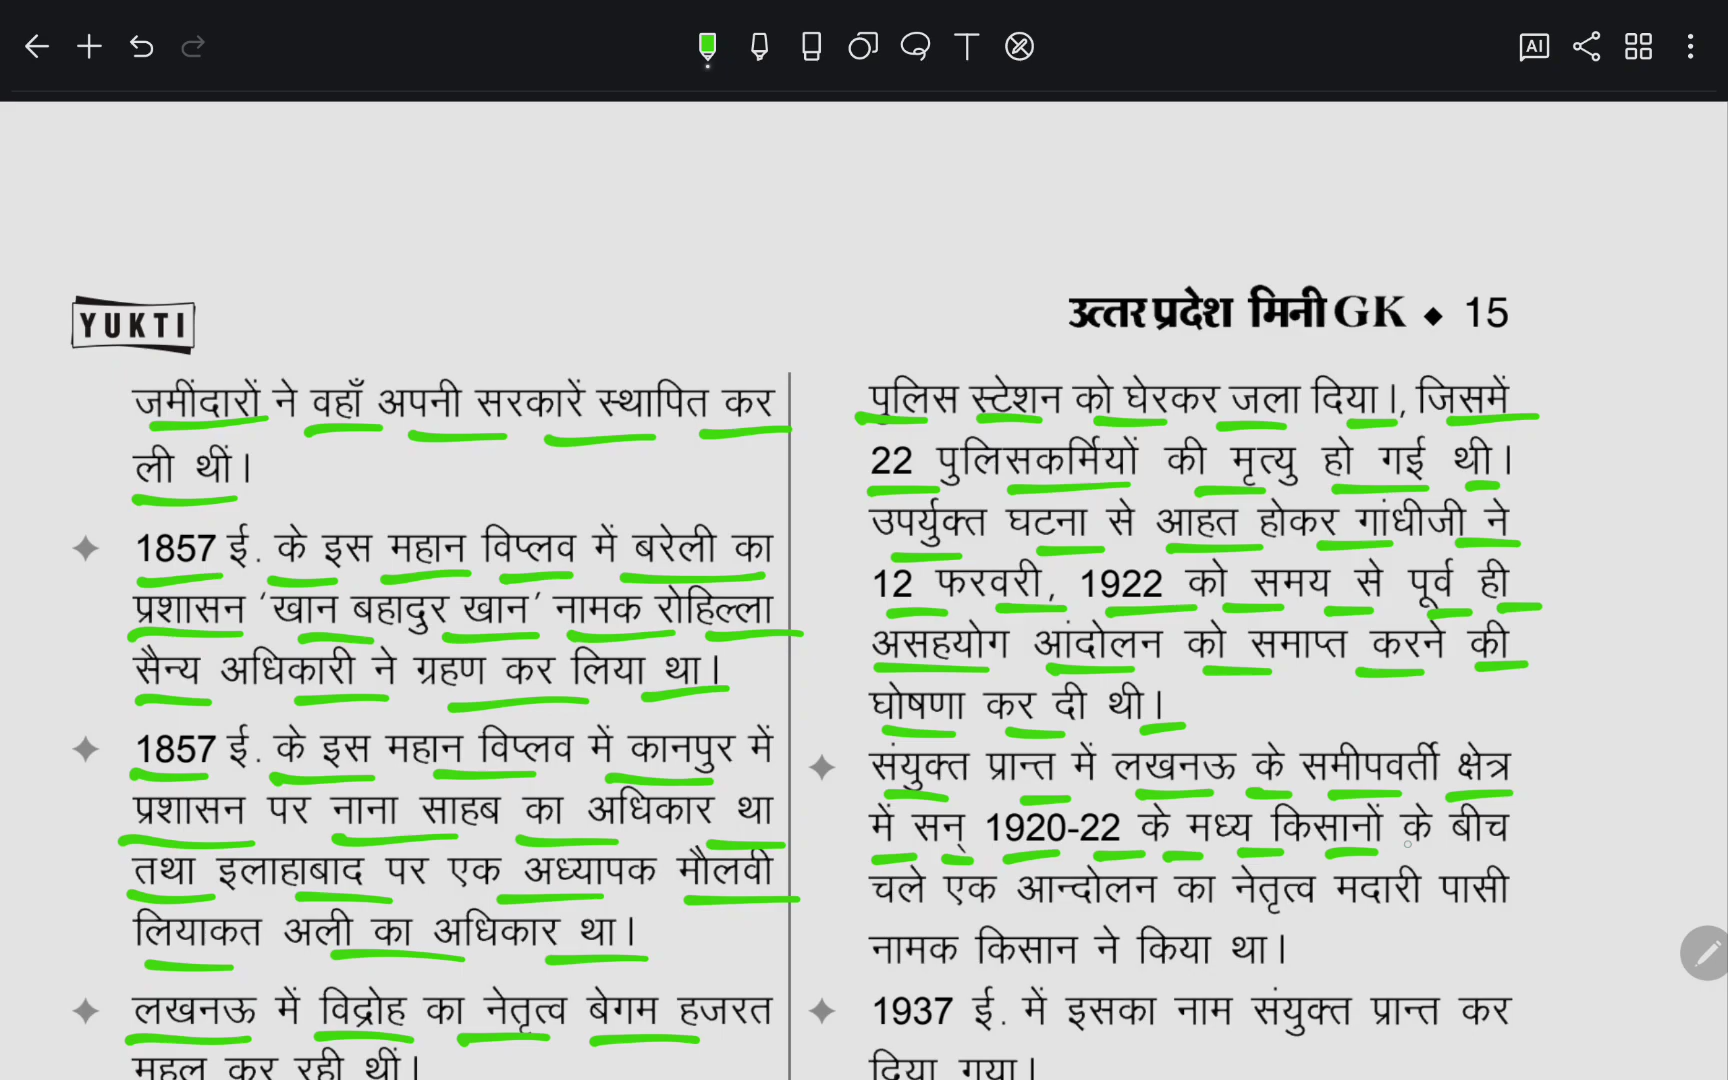 AI
YUKTI
उत्तर प्रदेश मिनी GK ◆ 15
जमींदारों ने वहाँ अपनी सरकारें स्थापित कर
ली थीं।
✦ 1857 ई. के इस महान विप्लव में बरेली का
प्रशासन ‘खान बहादुर खान’ नामक रोहिल्ला
सैन्य अधिकारी ने ग्रहण कर लिया था।
✦ 1857 ई. के इस महान विप्लव में कानपुर में
प्रशासन पर नाना साहब का अधिकार था
तथा इलाहाबाद पर एक अध्यापक मौलवी
लियाकत अली का अधिकार था।
✦ लखनऊ में विद्रोह का नेतृत्व बेगम हजरत
महल कर रही थीं।
पुलिस स्टेशन को घेरकर जला दिया।, जिसमें
22 पुलिसकर्मियों की मृत्यु हो गई थी।
उपर्युक्त घटना से आहत होकर गांधीजी ने
12 फरवरी, 1922 को समय से पूर्व ही
असहयोग आंदोलन को समाप्त करने की
घोषणा कर दी थी।
✦ संयुक्त प्रान्त में लखनऊ के समीपवर्ती क्षेत्र
में सन् 1920-22 के मध्य किसानों के बीच
चले एक आन्दोलन का नेतृत्व मदारी पासी
नामक किसान ने किया था।
✦ 1937 ई. में इसका नाम संयुक्त प्रान्त कर
दिया गया।